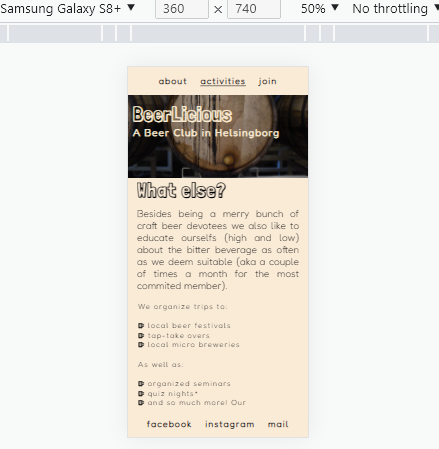 Samsung Galaxy S8+ 360 × 740 50% No throttling
about activities join
BeerLicious
A Beer Club in Helsingborg
What else?
Besides being a merry bunch of
craft beer devotees we also like to
educate ourselfs (high and low)
about the bitter beverage as often
as we deem suitable (aka a couple
of times a month for the most
commited member).
We organize trips to:
local beer festivals
tap-take overs
local micro breweries
As well as:
organized seminars
quiz nights*
and so much more! Our
facebook instagram mail